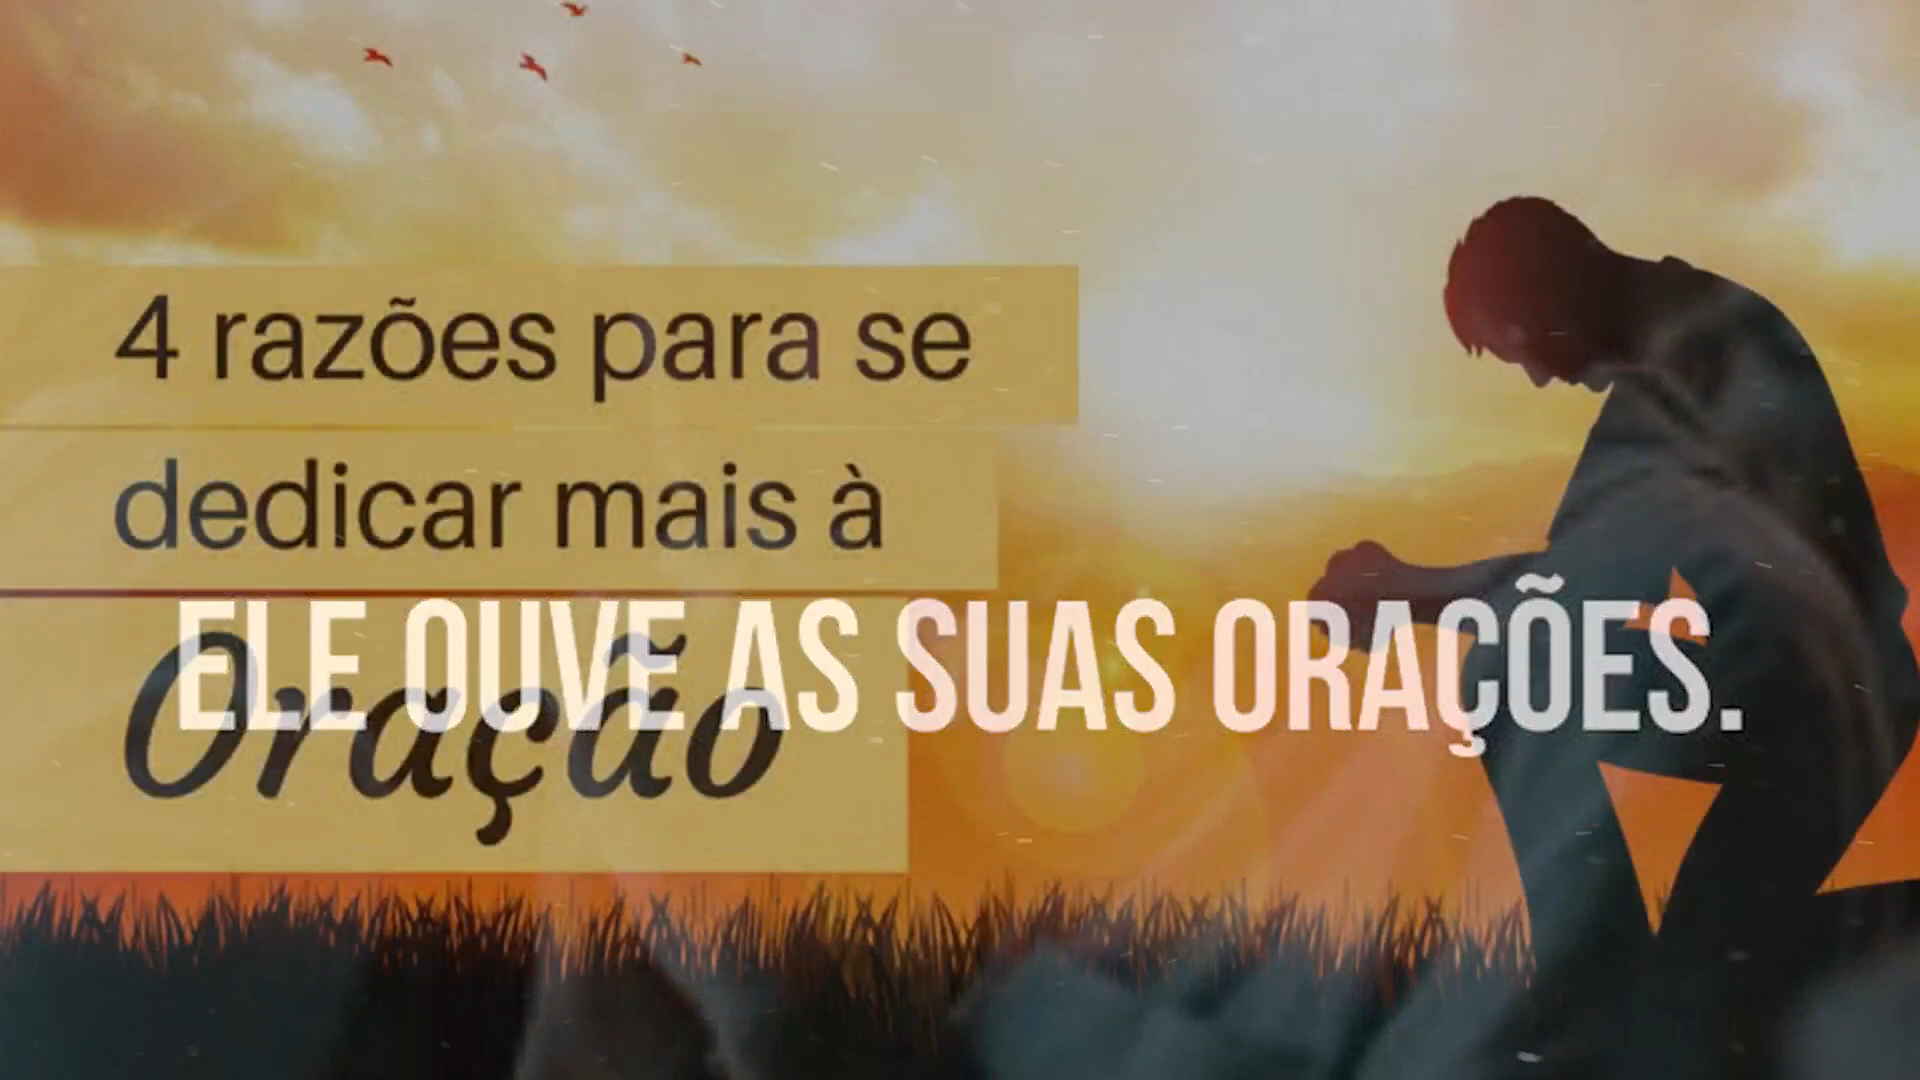 4 razões para se
dedicar mais à
Oração
ELE OUVE AS SUAS ORAÇÕES.